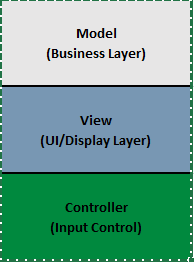 Model
(Business Layer)
View
(UI/Display Layer)
Controller
(Input Control)